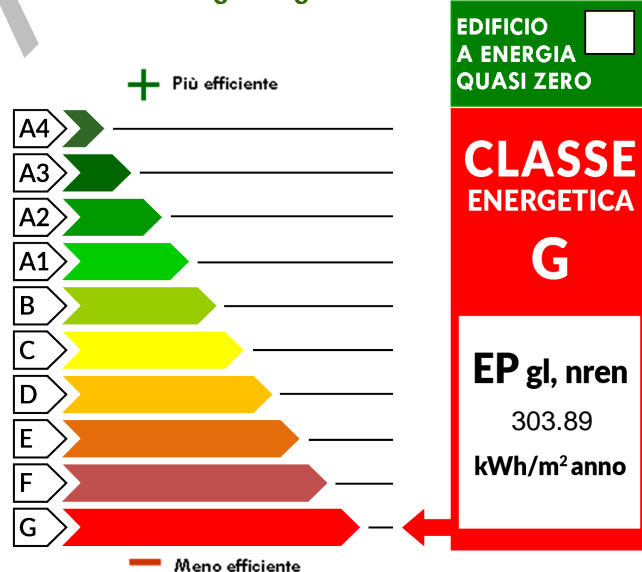 EDIFICIO
A ENERGIA
QUASI ZERO
Più efficiente
A4
A3
A2
A1
B
C
D
E
F
G
Meno efficiente
CLASSE
ENERGETICA
G
EP gl, nren
303.89
kWh/m² anno